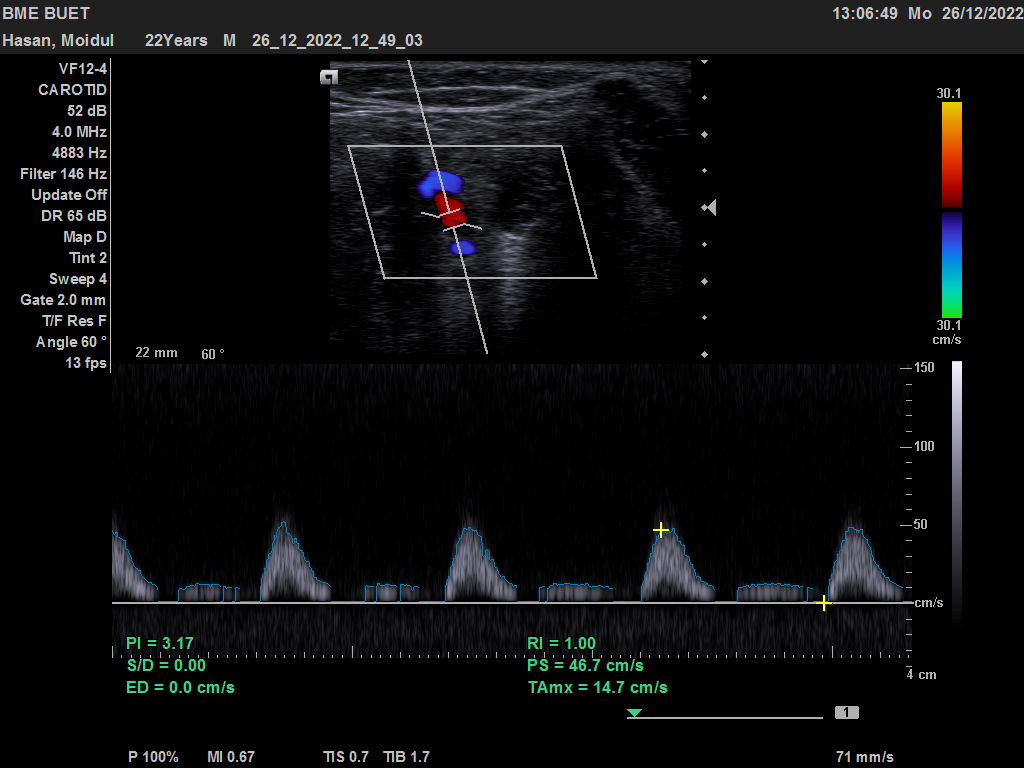 BME BUET 13:06:49 Mo 26/12/2022
Hasan, Moidul 22Years M 26_12_2022_12_49_03
VF12-4
CAROTID
52 dB
4.0 MHz
4883 Hz
Filter 146 Hz
Update Off
DR 65 dB
Map D
Tint 2
Sweep 4
Gate 2.0 mm
T/F Res F
Angle 60 °
13 fps
22 mm 60 °
30.1
30.1
cm/s
150
100
50
cm/s
4 cm
PI = 3.17
S/D = 0.00
ED = 0.0 cm/s
RI = 1.00
PS = 46.7 cm/s
TAmx = 14.7 cm/s
1
P 100% MI 0.67 TIS 0.7 TIB 1.7 71 mm/s